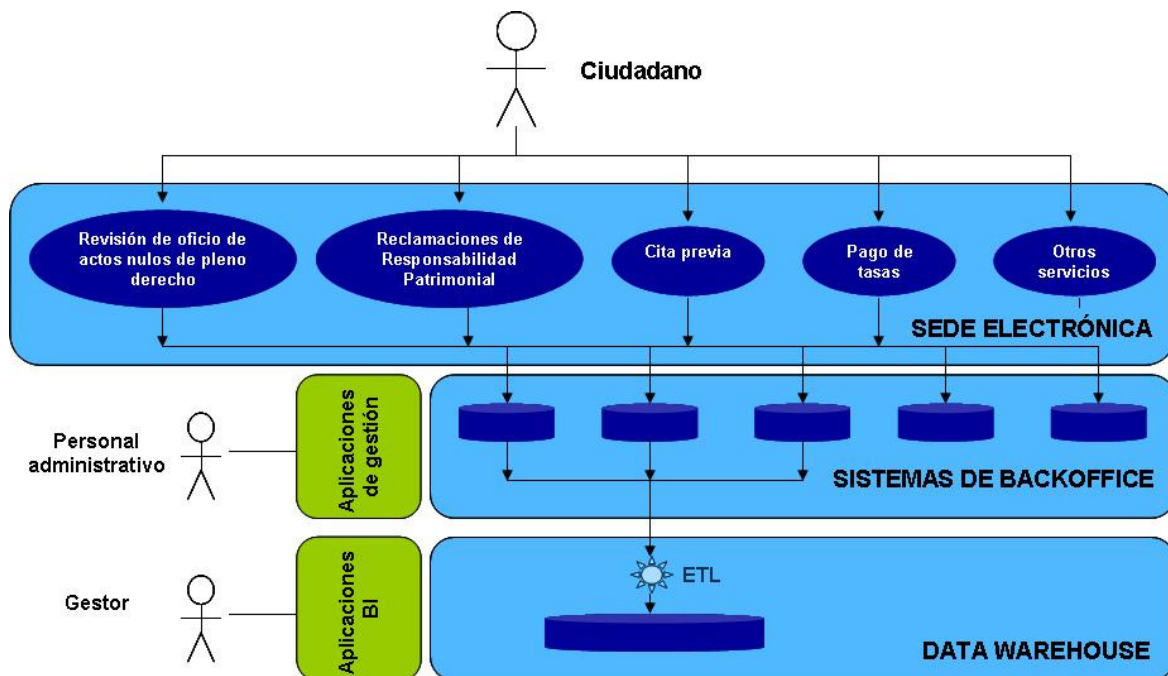 Ciudadano
Revisión de oficio de
actos nulos de pleno
derecho
Reclamaciones de
Responsabilidad
Patrimonial
Cita previa
Pago de
tasas
Otros
servicios
SEDE ELECTRÓNICA
Personal
administrativo
Aplicaciones
de gestión
SISTEMAS DE BACKOFFICE
Gestor
Aplicaciones
BI
ETL
DATA WAREHOUSE